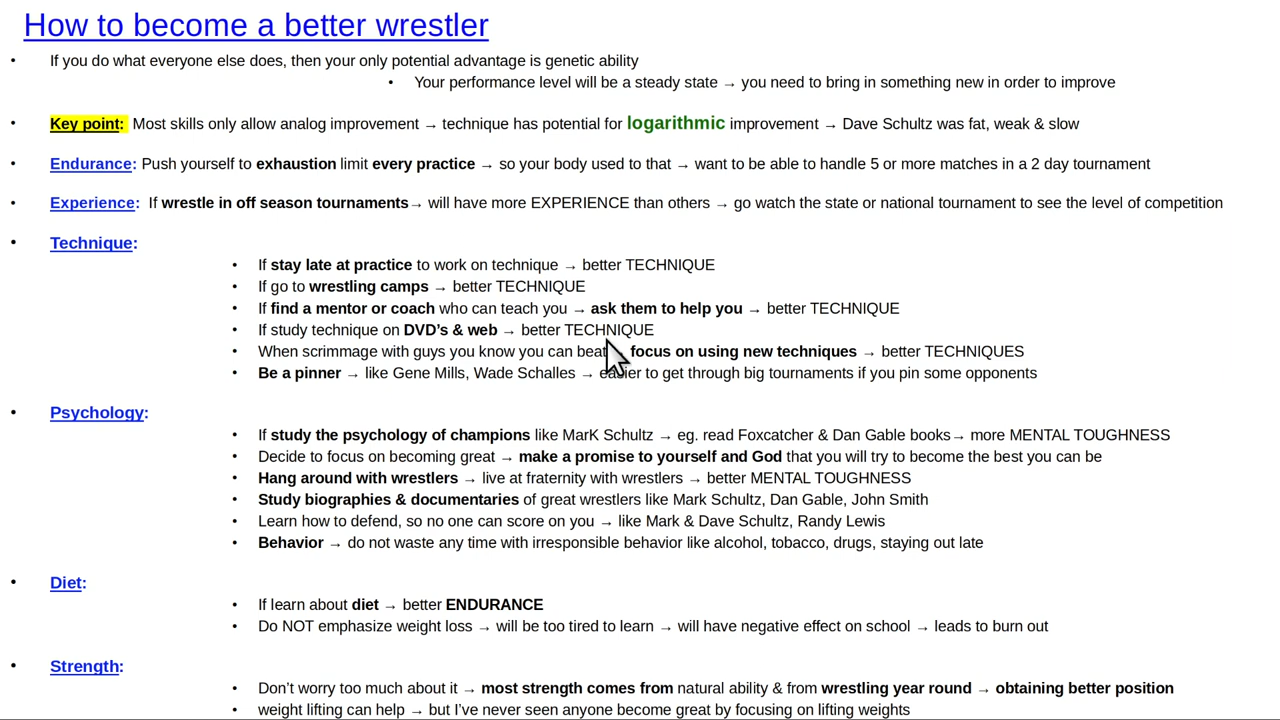 How to become a better wrestler
• If you do what everyone else does, then your only potential advantage is genetic ability
• Your performance level will be a steady state → you need to bring in something new in order to improve
• Key point: Most skills only allow analog improvement → technique has potential for logarithmic improvement → Dave Schultz was fat, weak & slow
• Endurance: Push yourself to exhaustion limit every practice → so your body used to that → want to be able to handle 5 or more matches in a 2 day tournament
• Experience: If wrestle in off season tournaments→ will have more EXPERIENCE than others → go watch the state or national tournament to see the level of competition
• Technique:
• If stay late at practice to work on technique → better TECHNIQUE
• If go to wrestling camps → better TECHNIQUE
• If find a mentor or coach who can teach you → ask them to help you → better TECHNIQUE
• If study technique on DVD's & web → better TECHNIQUE
• When scrimmage with guys you know you can beat focus on using new techniques → better TECHNIQUES
• Be a pinner → like Gene Mills, Wade Schalles → easier to get through big tournaments if you pin some opponents
• Psychology:
• If study the psychology of champions like MarK Schultz → eg. read Foxcatcher & Dan Gable books→ more MENTAL TOUGHNESS
• Decide to focus on becoming great → make a promise to yourself and God that you will try to become the best you can be
• Hang around with wrestlers → live at fraternity with wrestlers → better MENTAL TOUGHNESS
• Study biographies & documentaries of great wrestlers like Mark Schultz, Dan Gable, John Smith
• Learn how to defend, so no one can score on you → like Mark & Dave Schultz, Randy Lewis
• Behavior → do not waste any time with irresponsible behavior like alcohol, tobacco, drugs, staying out late
• Diet:
• If learn about diet → better ENDURANCE
• Do NOT emphasize weight loss → will be too tired to learn → will have negative effect on school → leads to burn out
• Strength:
• Don't worry too much about it → most strength comes from natural ability & from wrestling year round → obtaining better position
• weight lifting can help → but I've never seen anyone become great by focusing on lifting weights